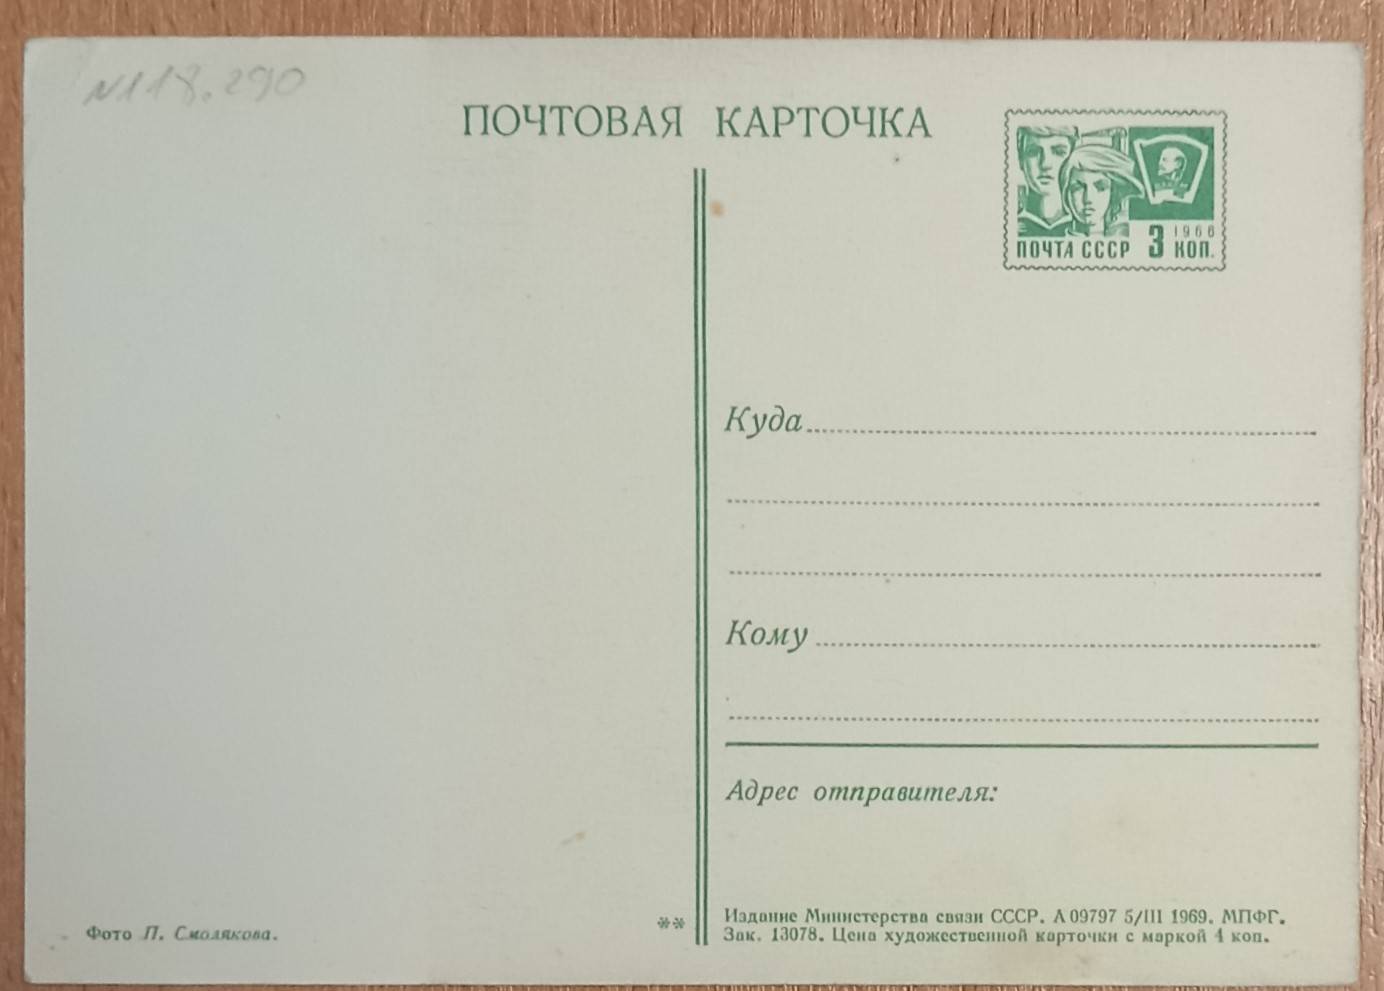 N118.290
ПОЧТОВАЯ КАРТОЧКА
1966
ПОЧТА СССР 3 КОП.
Куда
Кому
Адрес отправителя:
Фото П. Смолякова.
**
Издание Министерства связи СССР. А 09797 5/III 1969. МПФГ.
Зак. 13078. Цена художественной карточки с маркой 4 коп.